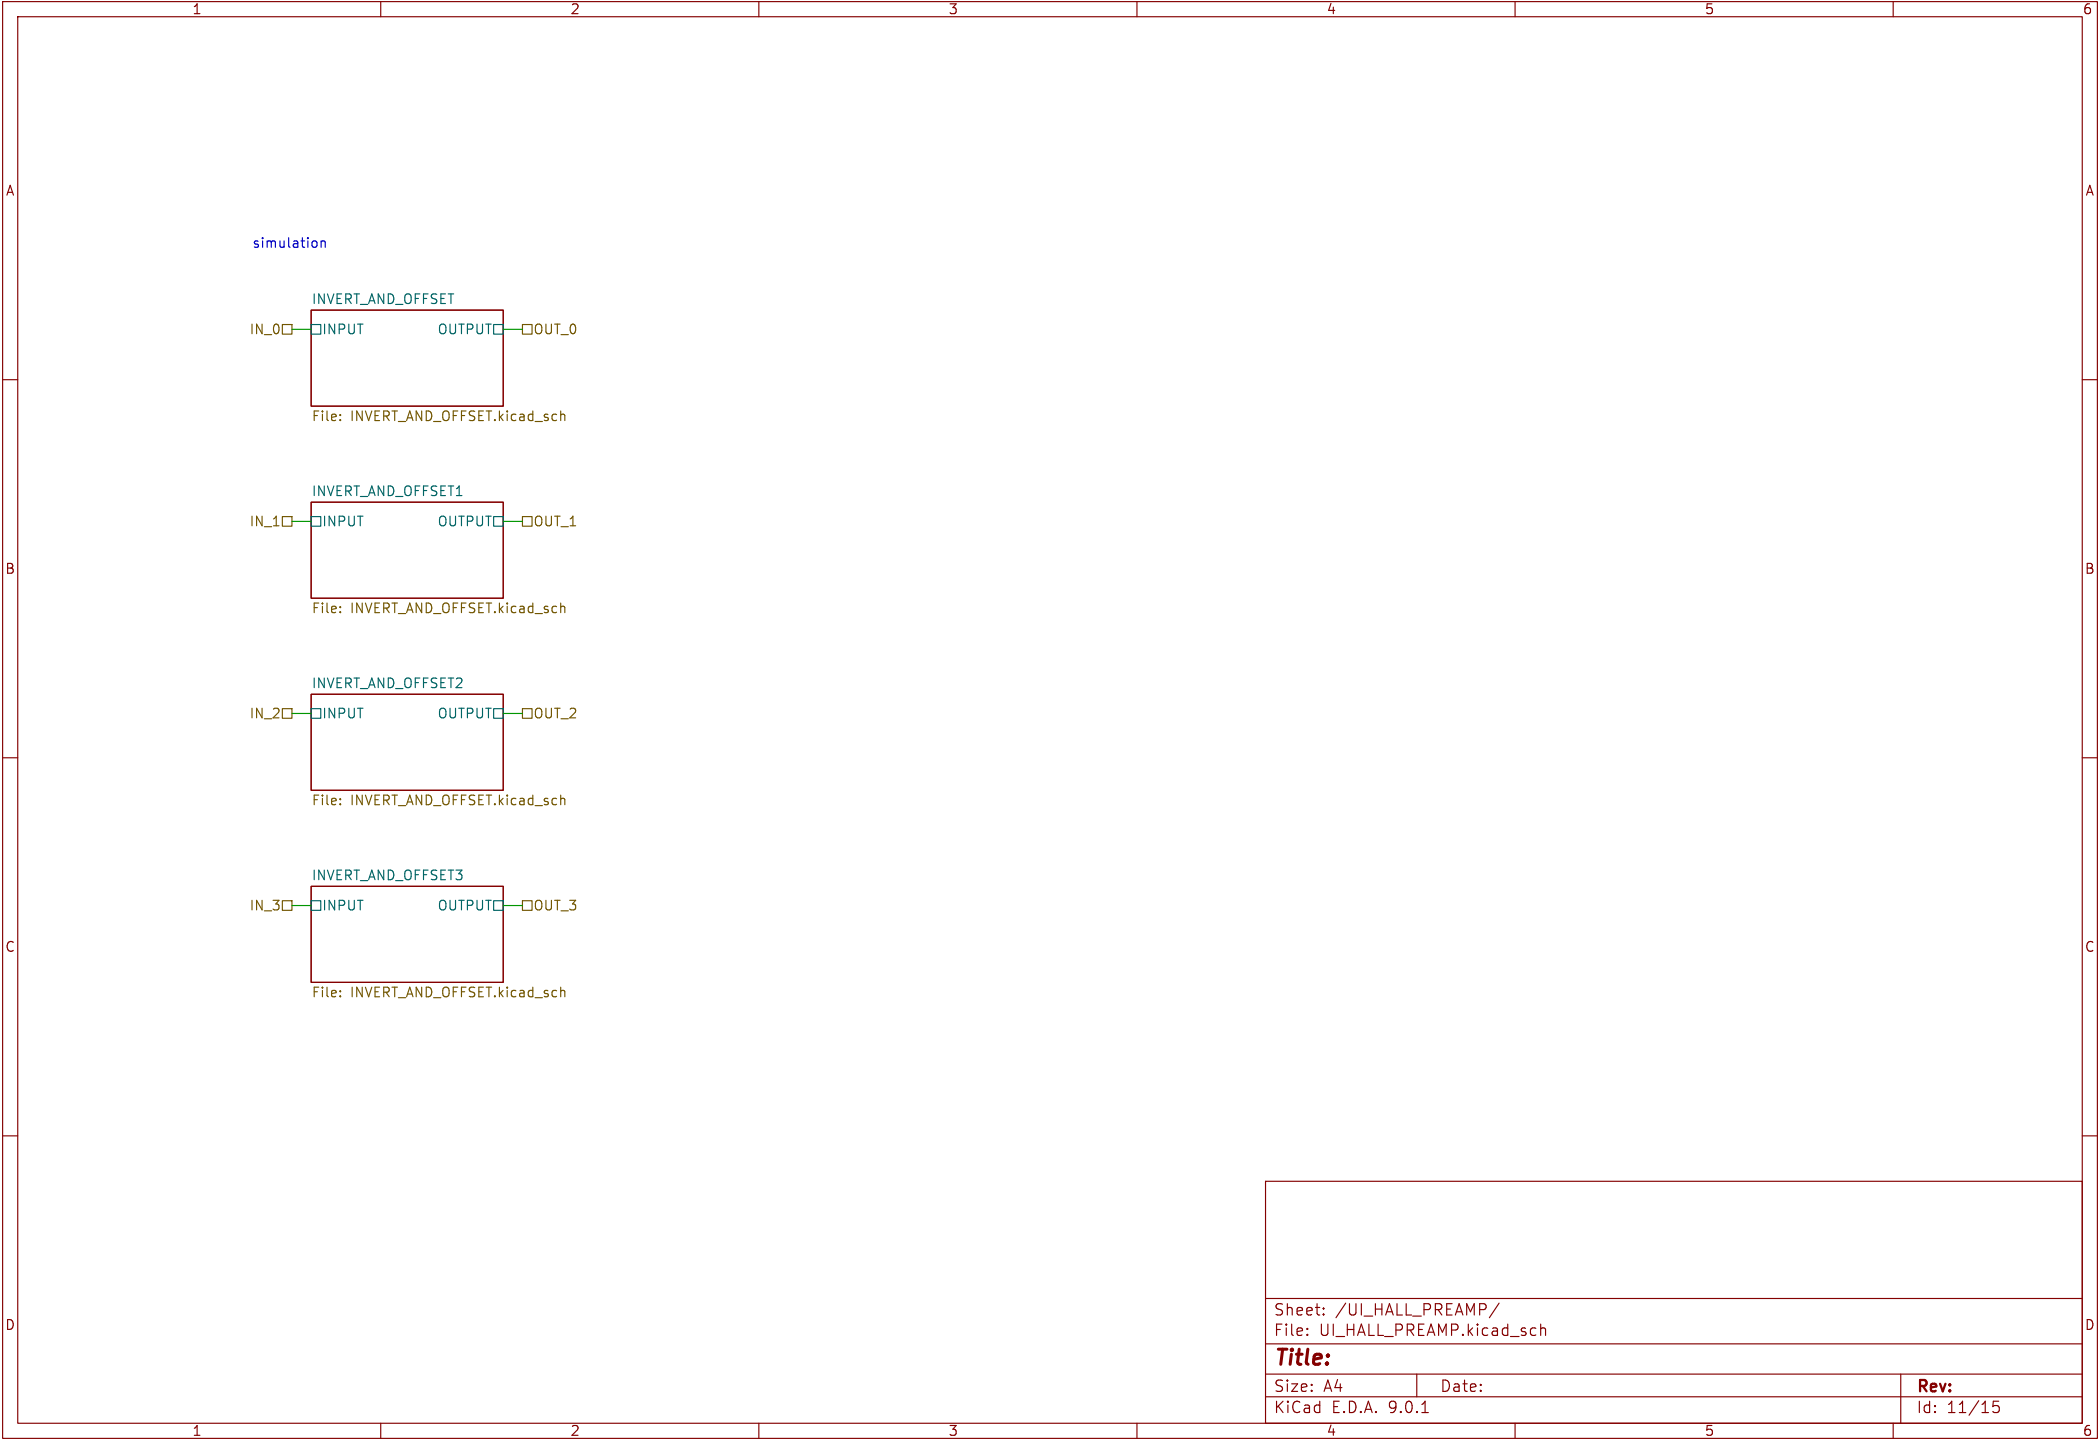 1 2 3 4 5 6
A A
simulation
INVERT_AND_OFFSET
IN_0 INPUT OUTPUT OUT_0
File: INVERT_AND_OFFSET.kicad_sch
INVERT_AND_OFFSET1
IN_1 INPUT OUTPUT OUT_1
B B
File: INVERT_AND_OFFSET.kicad_sch
INVERT_AND_OFFSET2
IN_2 INPUT OUTPUT OUT_2
File: INVERT_AND_OFFSET.kicad_sch
INVERT_AND_OFFSET3
IN_3 INPUT OUTPUT OUT_3
C C
File: INVERT_AND_OFFSET.kicad_sch
Sheet: /UI_HALL_PREAMP/
D D
File: UI_HALL_PREAMP.kicad_sch
Title:
Size: A4 Date: Rev:
KiCad E.D.A. 9.0.1 Id: 11/15
1 2 3 4 5 6